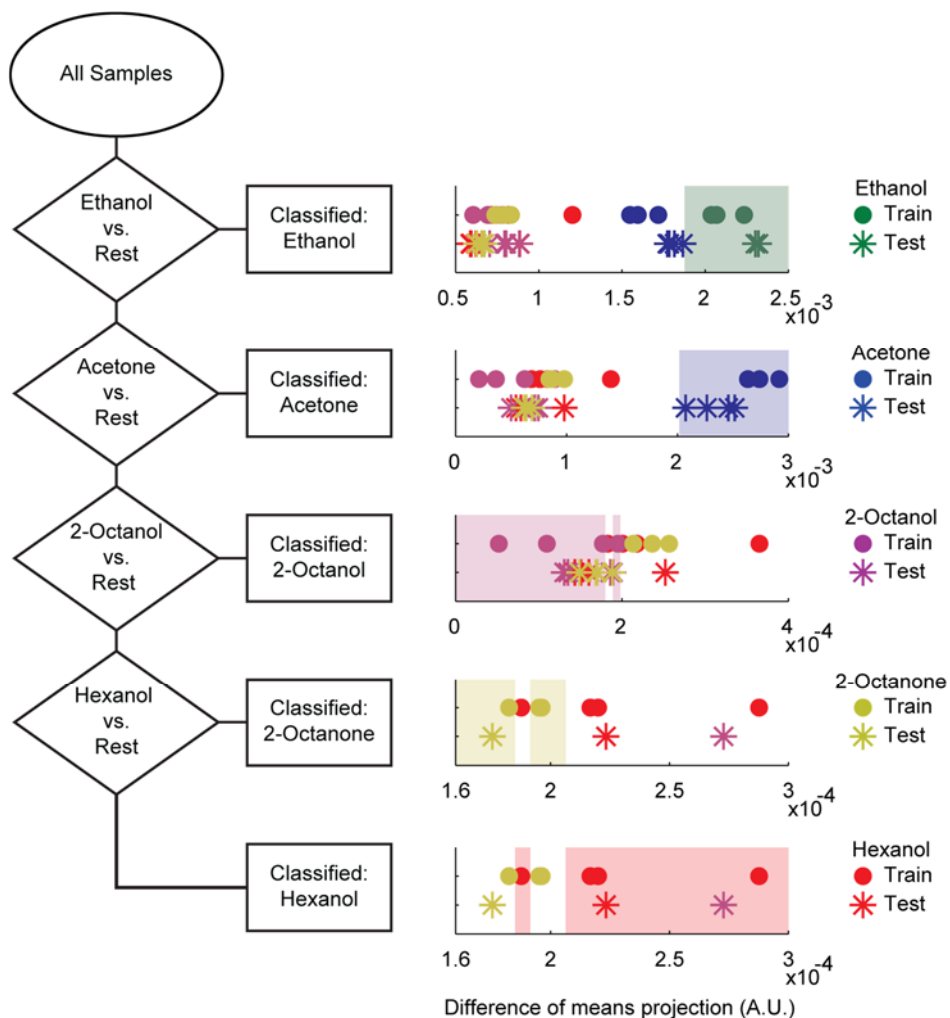 All Samples
Ethanol
vs.
Rest
Classified:
Ethanol
Ethanol
Train
Test
0.5
1
1.5
2
2.5
x10-3
Acetone
vs.
Rest
Classified:
Acetone
Acetone
Train
Test
0
1
2
3
x10-3
2-Octanol
vs.
Rest
Classified:
2-Octanol
2-Octanol
Train
Test
0
2
4
x10-4
Hexanol
vs.
Rest
Classified:
2-Octanone
2-Octanone
Train
Test
1.6
2
2.5
3
x10-4
Classified:
Hexanol
Hexanol
Train
Test
1.6
2
2.5
3
x10-4
Difference of means projection (A.U.)